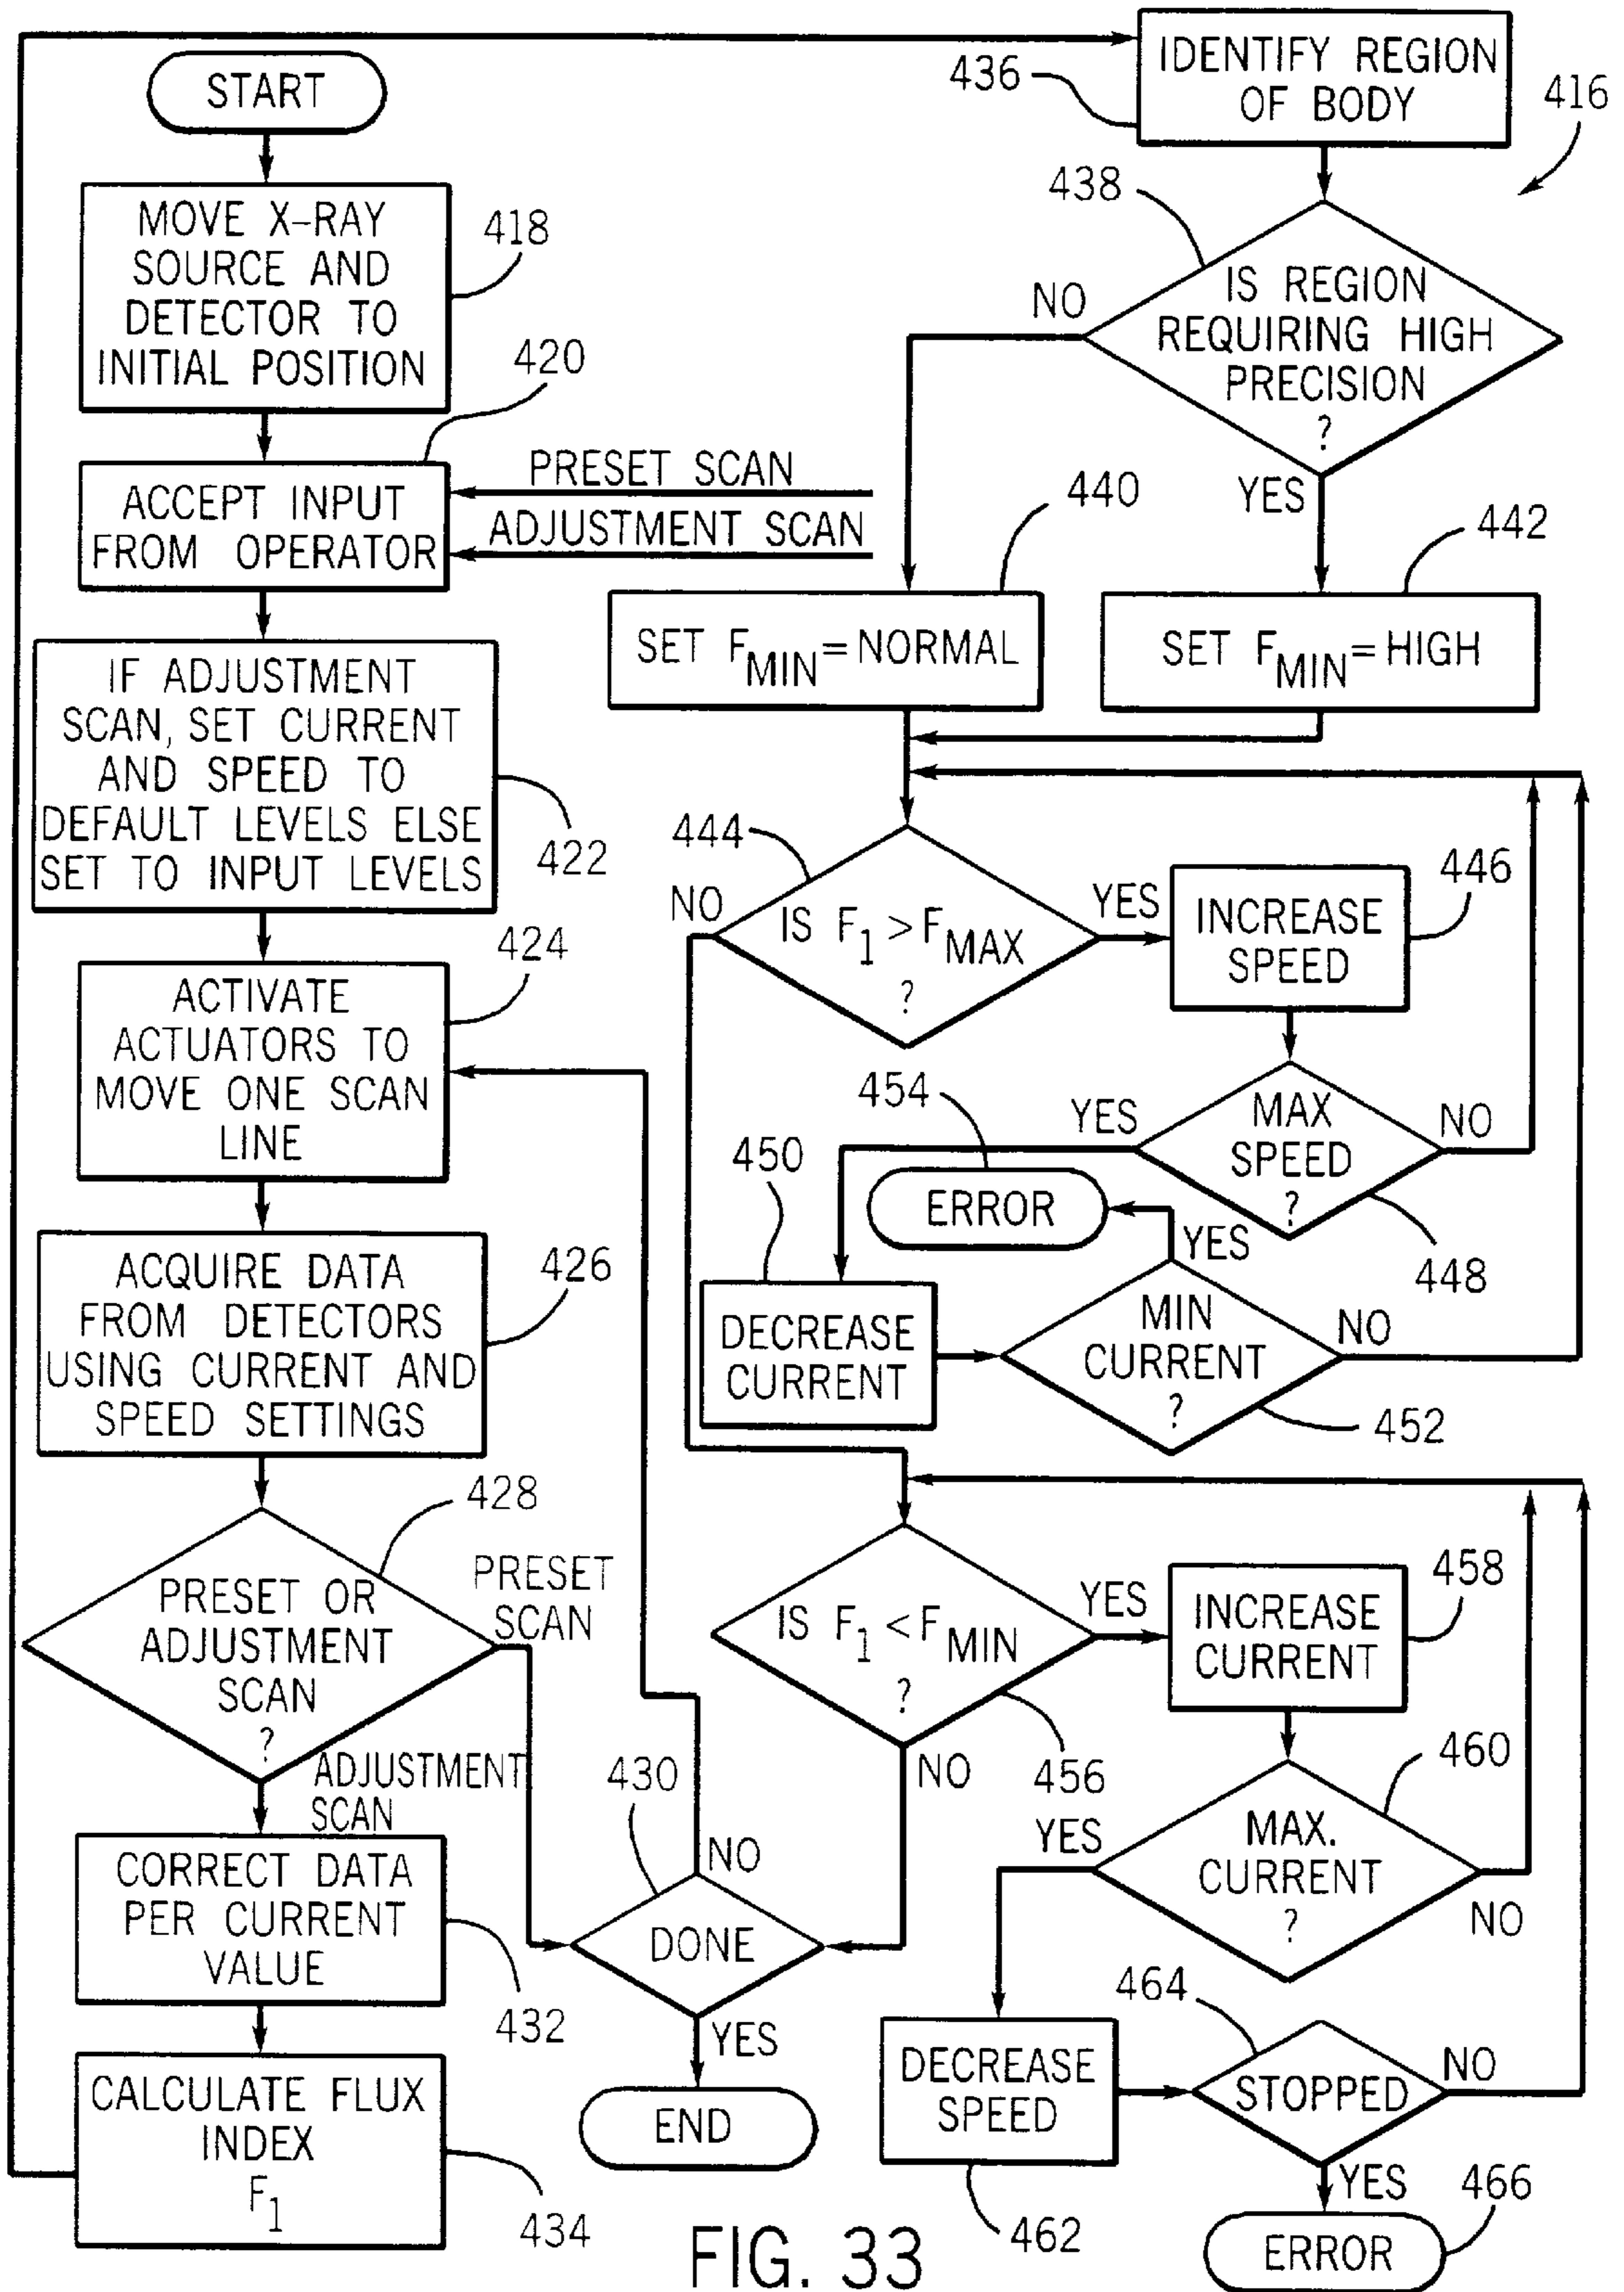 START
MOVE X-RAY
SOURCE AND
DETECTOR TO
INITIAL POSITION
418
420
ACCEPT INPUT
FROM OPERATOR
PRESET SCAN
ADJUSTMENT SCAN
IF ADJUSTMENT
SCAN, SET CURRENT
AND SPEED TO
DEFAULT LEVELS ELSE
SET TO INPUT LEVELS
422
424
ACTIVATE
ACTUATORS TO
MOVE ONE SCAN
LINE
ACQUIRE DATA
FROM DETECTORS
USING CURRENT AND
SPEED SETTINGS
426
428
PRESET OR
ADJUSTMENT
SCAN
?
PRESET
SCAN
ADJUSTMENT
SCAN
CORRECT DATA
PER CURRENT
VALUE
432
CALCULATE FLUX
INDEX
F1
434
430
NO
DONE
YES
END
436
IDENTIFY REGION
OF BODY
416
438
NO
IS REGION
REQUIRING HIGH
PRECISION
?
YES
440
442
SET FMIN = NORMAL
SET FMIN = HIGH
444
NO
IS F1 > FMAX
?
YES
INCREASE
SPEED
446
454
YES
MAX
SPEED
?
NO
448
450
ERROR
YES
DECREASE
CURRENT
MIN
CURRENT
?
NO
452
IS F1 < FMIN
?
YES
NO
456
INCREASE
CURRENT
458
460
YES
MAX.
CURRENT
?
NO
464
DECREASE
SPEED
STOPPED
NO
462
YES
466
ERROR
FIG. 33